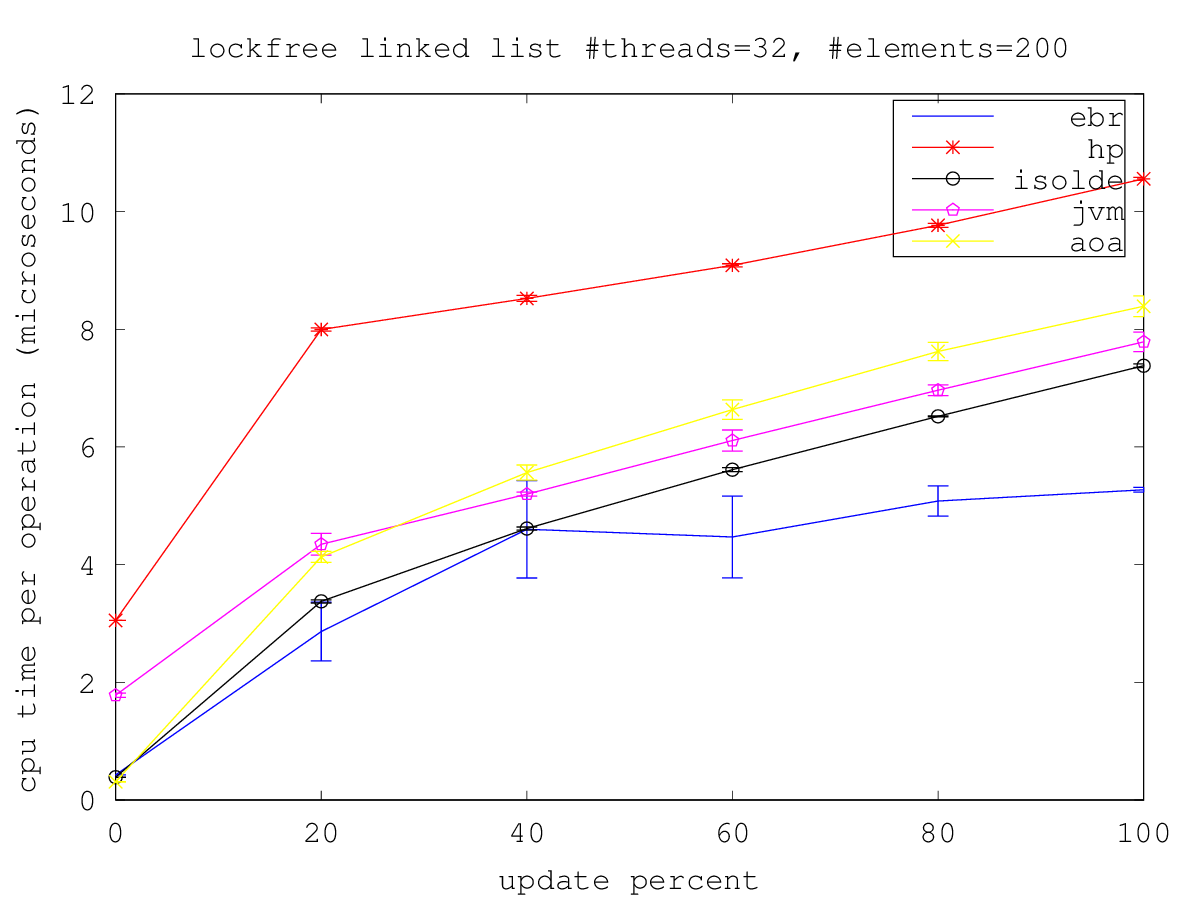 lockfree linked list #threads=32, #elements=200
cpu time per operation (microseconds)
12
10
8
6
4
2
0
ebr
hp
isolde
jvm
aoa
0 20 40 60 80 100
update percent